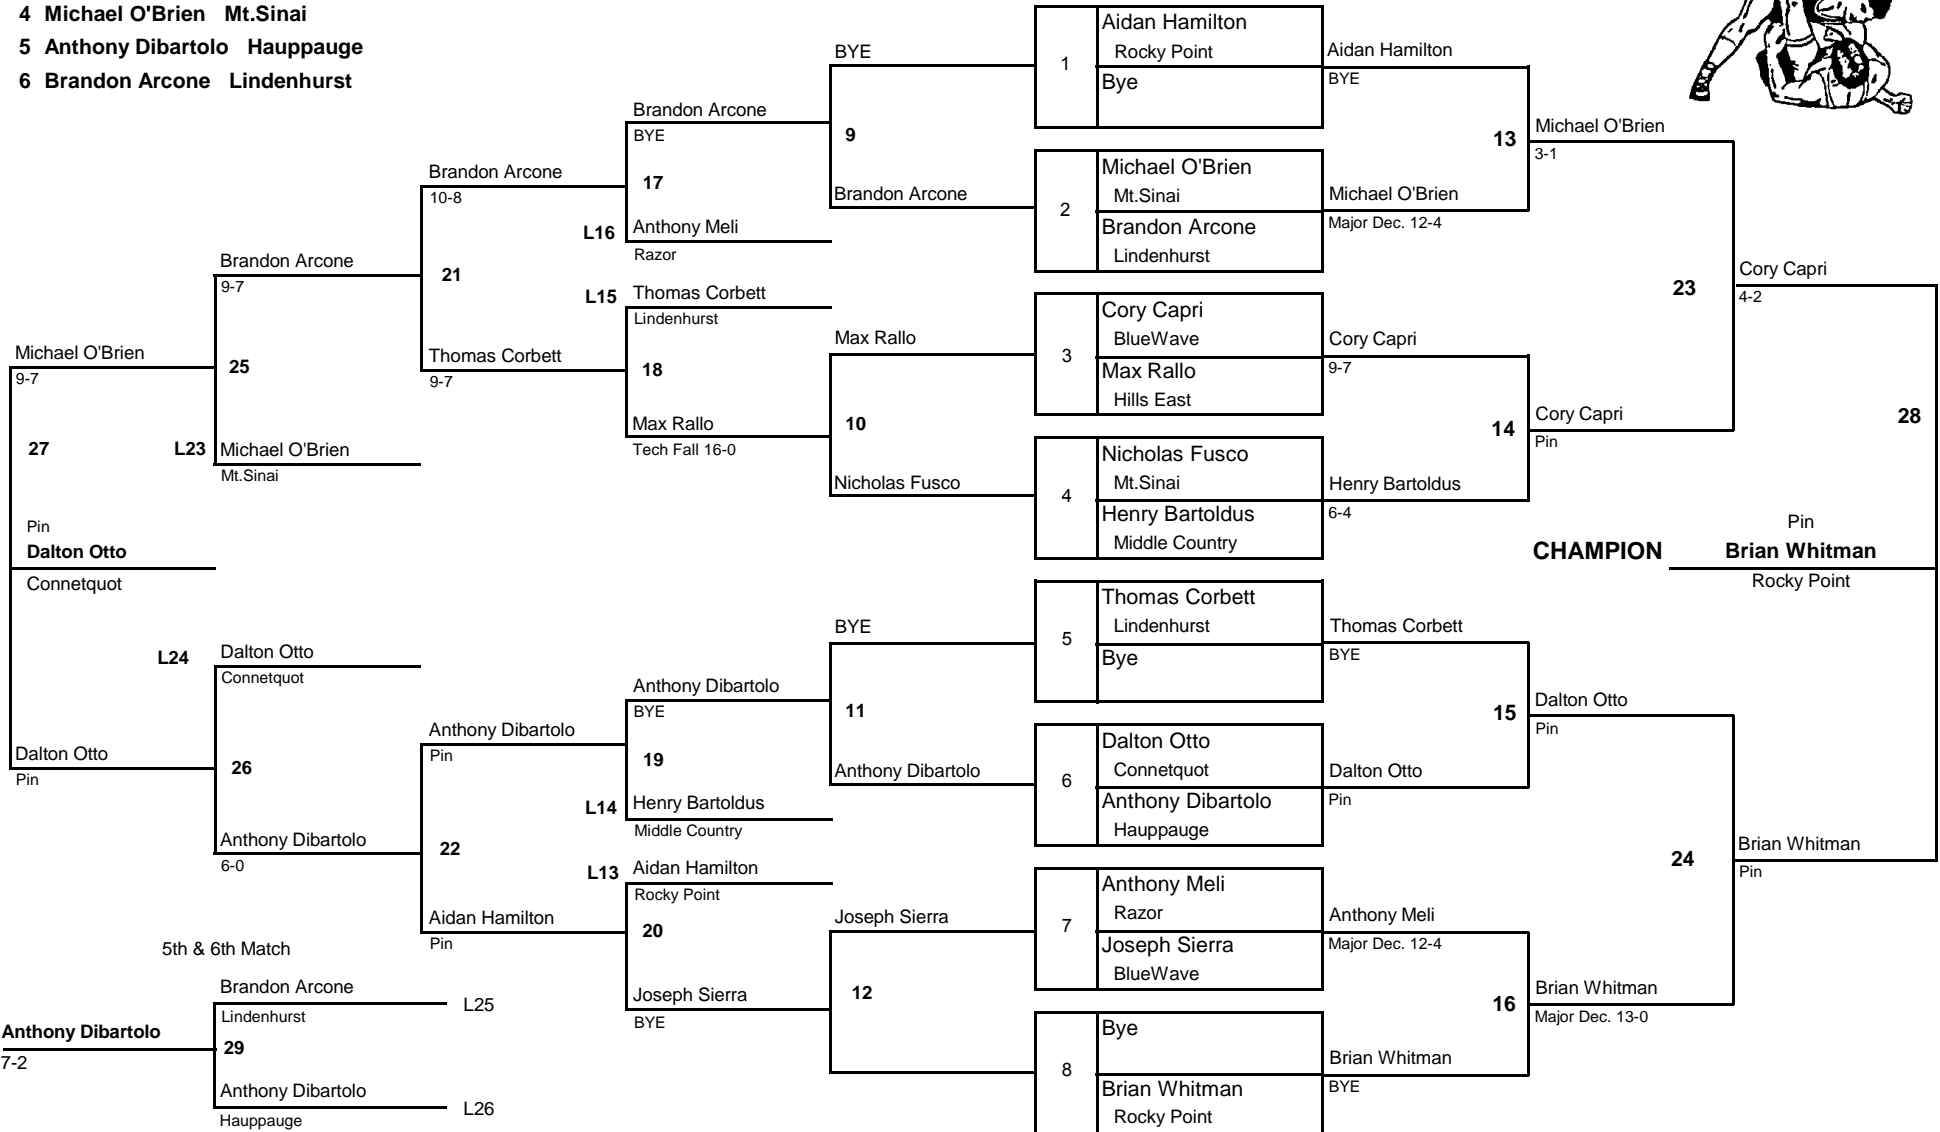 4 Michael O'Brien Mt.Sinai
5 Anthony Dibartolo Hauppauge
6 Brandon Arcone Lindenhurst
1
Aidan Hamilton
Rocky Point
Bye
2
Michael O'Brien
Mt.Sinai
Brandon Arcone
Lindenhurst
3
Cory Capri
BlueWave
Max Rallo
Hills East
4
Nicholas Fusco
Mt.Sinai
Henry Bartoldus
Middle Country
5
Thomas Corbett
Lindenhurst
Bye
6
Dalton Otto
Connetquot
Anthony Dibartolo
Hauppauge
7
Anthony Meli
Razor
Joseph Sierra
BlueWave
8
Bye
Brian Whitman
Rocky Point
Aidan Hamilton
BYE
13
Michael O'Brien
Major Dec. 12-4
Cory Capri
9-7
14
Henry Bartoldus
6-4
Thomas Corbett
BYE
15
Dalton Otto
Pin
Anthony Meli
Major Dec. 12-4
16
Brian Whitman
BYE
Michael O'Brien
3-1
23
Cory Capri
Pin
Dalton Otto
Pin
24
Brian Whitman
Major Dec. 13-0
Cory Capri
4-2
28
Brian Whitman
Pin
Pin
CHAMPION Brian Whitman
Rocky Point
BYE
9
Brandon Arcone
Max Rallo
10
Nicholas Fusco
BYE
11
Anthony Dibartolo
Joseph Sierra
12
Brandon Arcone
BYE
17
L16 Anthony Meli
Razor
L15 Thomas Corbett
Lindenhurst
18
Max Rallo
Tech Fall 16-0
Anthony Dibartolo
BYE
19
L14 Henry Bartoldus
Middle Country
L13 Aidan Hamilton
Rocky Point
20
Joseph Sierra
BYE
Brandon Arcone
10-8
21
Thomas Corbett
9-7
Anthony Dibartolo
Pin
22
Aidan Hamilton
Pin
Brandon Arcone
9-7
25
L23 Michael O'Brien
Mt.Sinai
L24 Dalton Otto
Connetquot
26
Anthony Dibartolo
6-0
Michael O'Brien
9-7
27
Pin
Dalton Otto
Connetquot
Dalton Otto
Pin
5th & 6th Match
Brandon Arcone
L25
Lindenhurst
Anthony Dibartolo
29
7-2
Anthony Dibartolo
L26
Hauppauge